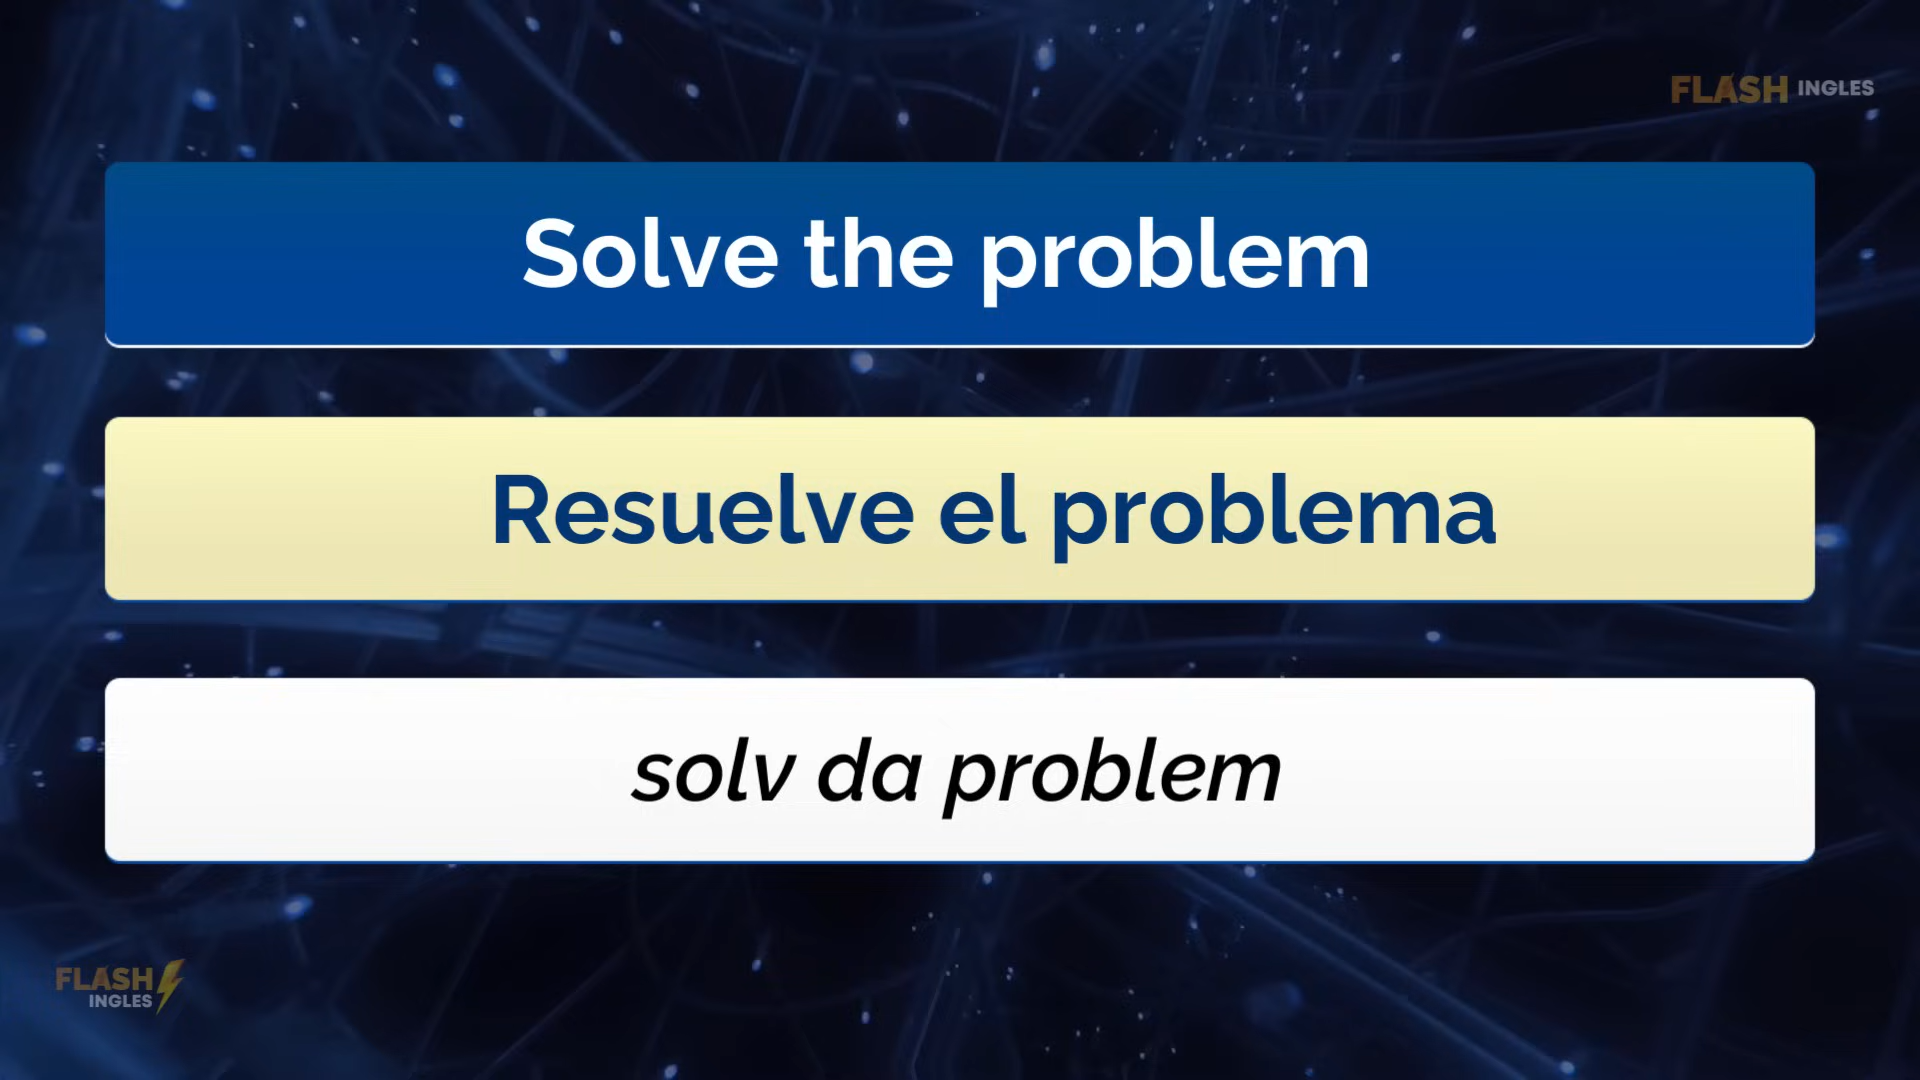 FLASH INGLES
Solve the problem
Resuelve el problema
solv da problem
FLASH
INGLES